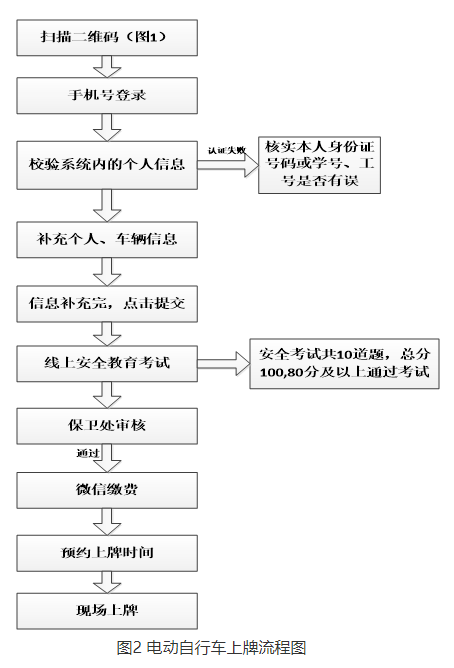 扫描二维码（图1）
手机号登录
校验系统内的个人信息
认证失败
核实本人身份证
号码或学号、工
号是否有误
补充个人、车辆信息
信息补充完，点击提交
线上安全教育考试
安全考试共10道题，总分
100,80分及以上通过考试
保卫处审核
通过
微信缴费
预约上牌时间
现场上牌
图2 电动自行车上牌流程图